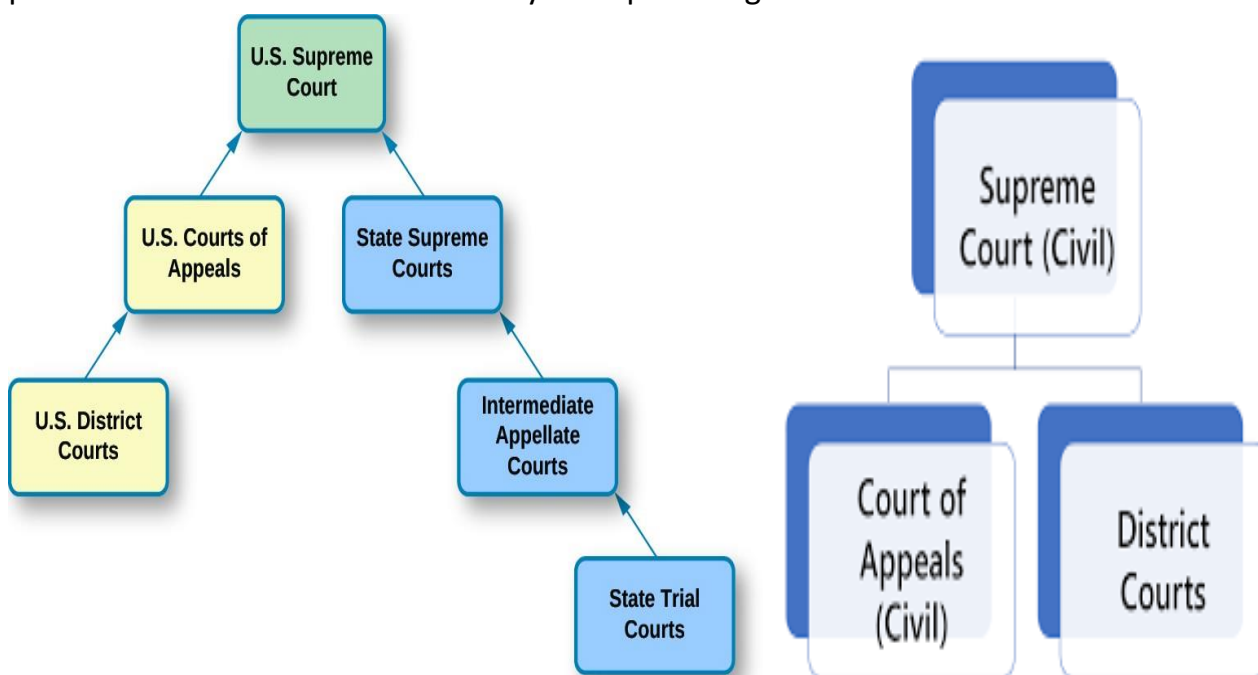 U.S. Supreme
Court
U.S. Courts of
Appeals
State Supreme
Courts
U.S. District
Courts
Intermediate
Appellate
Courts
State Trial
Courts
Supreme
Court (Civil)
Court of
Appeals
(Civil)
District
Courts